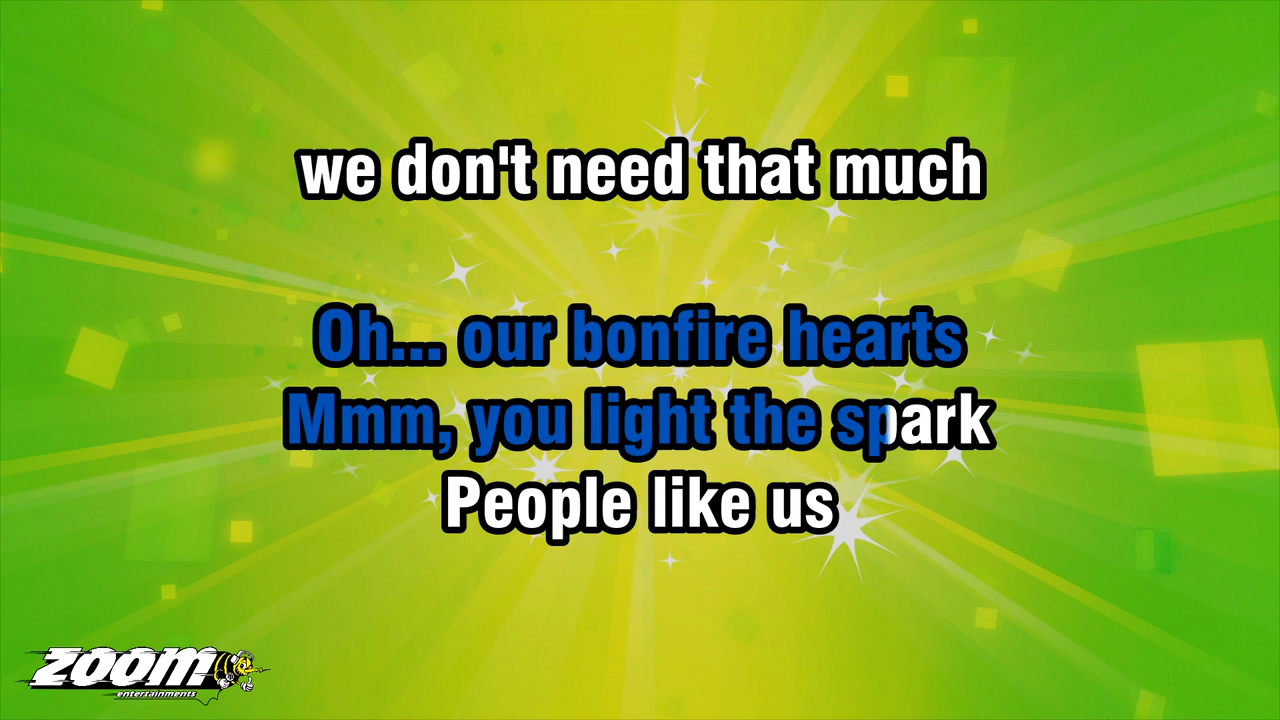 we don't need that much
Oh... our bonfire hearts
Mmm, you light the spark
People like us
ZOOM
entertainments